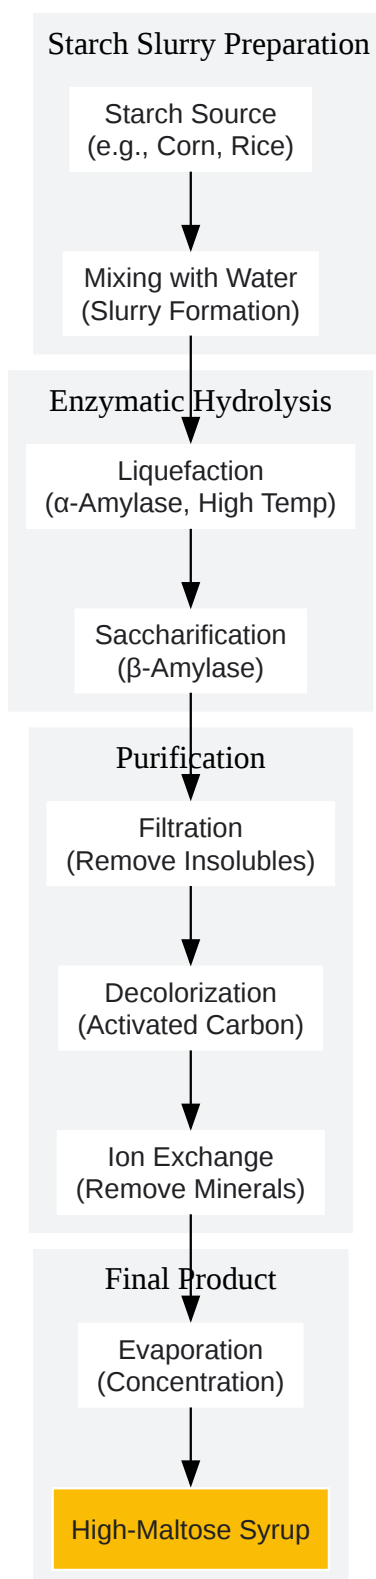 Starch Slurry Preparation
Starch Source
(e.g., Corn, Rice)
Mixing with Water
(Slurry Formation)
Enzymatic Hydrolysis
Liquefaction
(α-Amylase, High Temp)
Saccharification
(β-Amylase)
Purification
Filtration
(Remove Insolubles)
Decolorization
(Activated Carbon)
Ion Exchange
(Remove Minerals)
Final Product
Evaporation
(Concentration)
High-Maltose Syrup